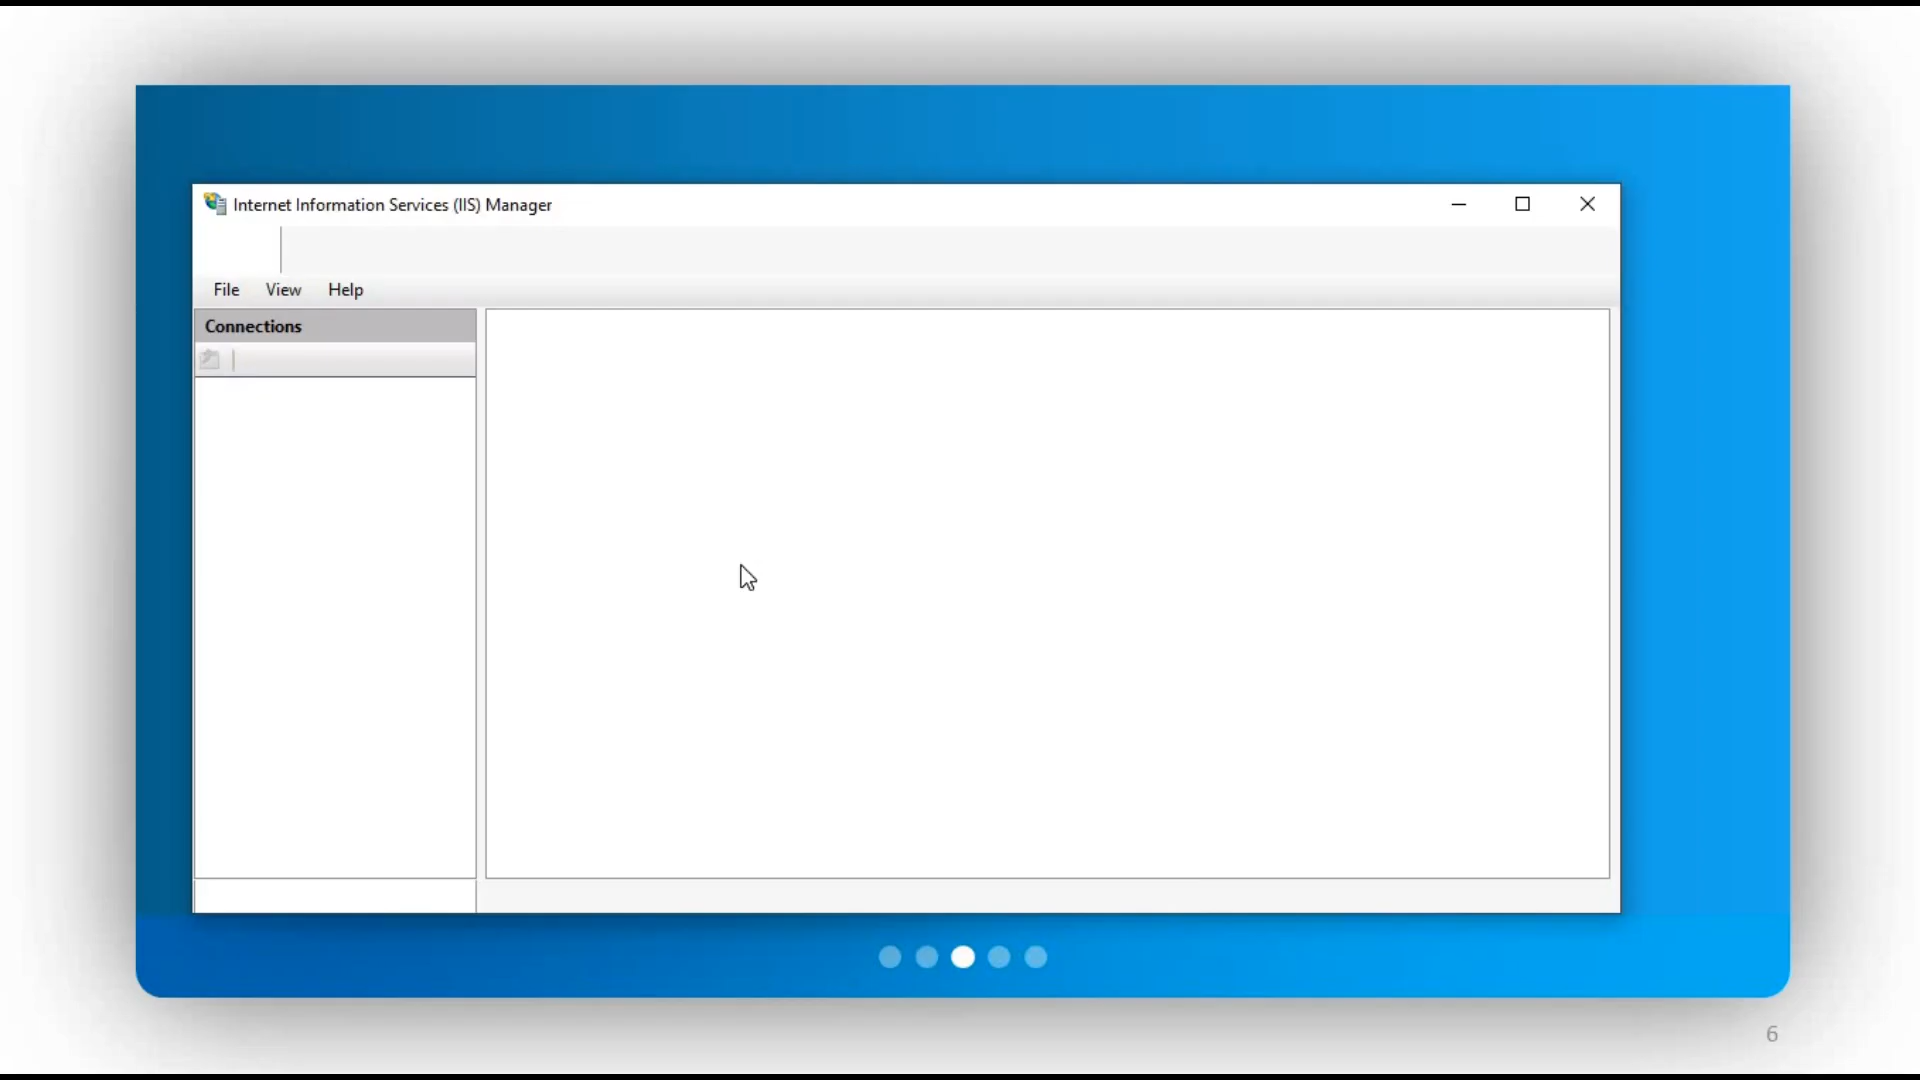 Internet Information Services (IIS) Manager
File View Help
Connections
6